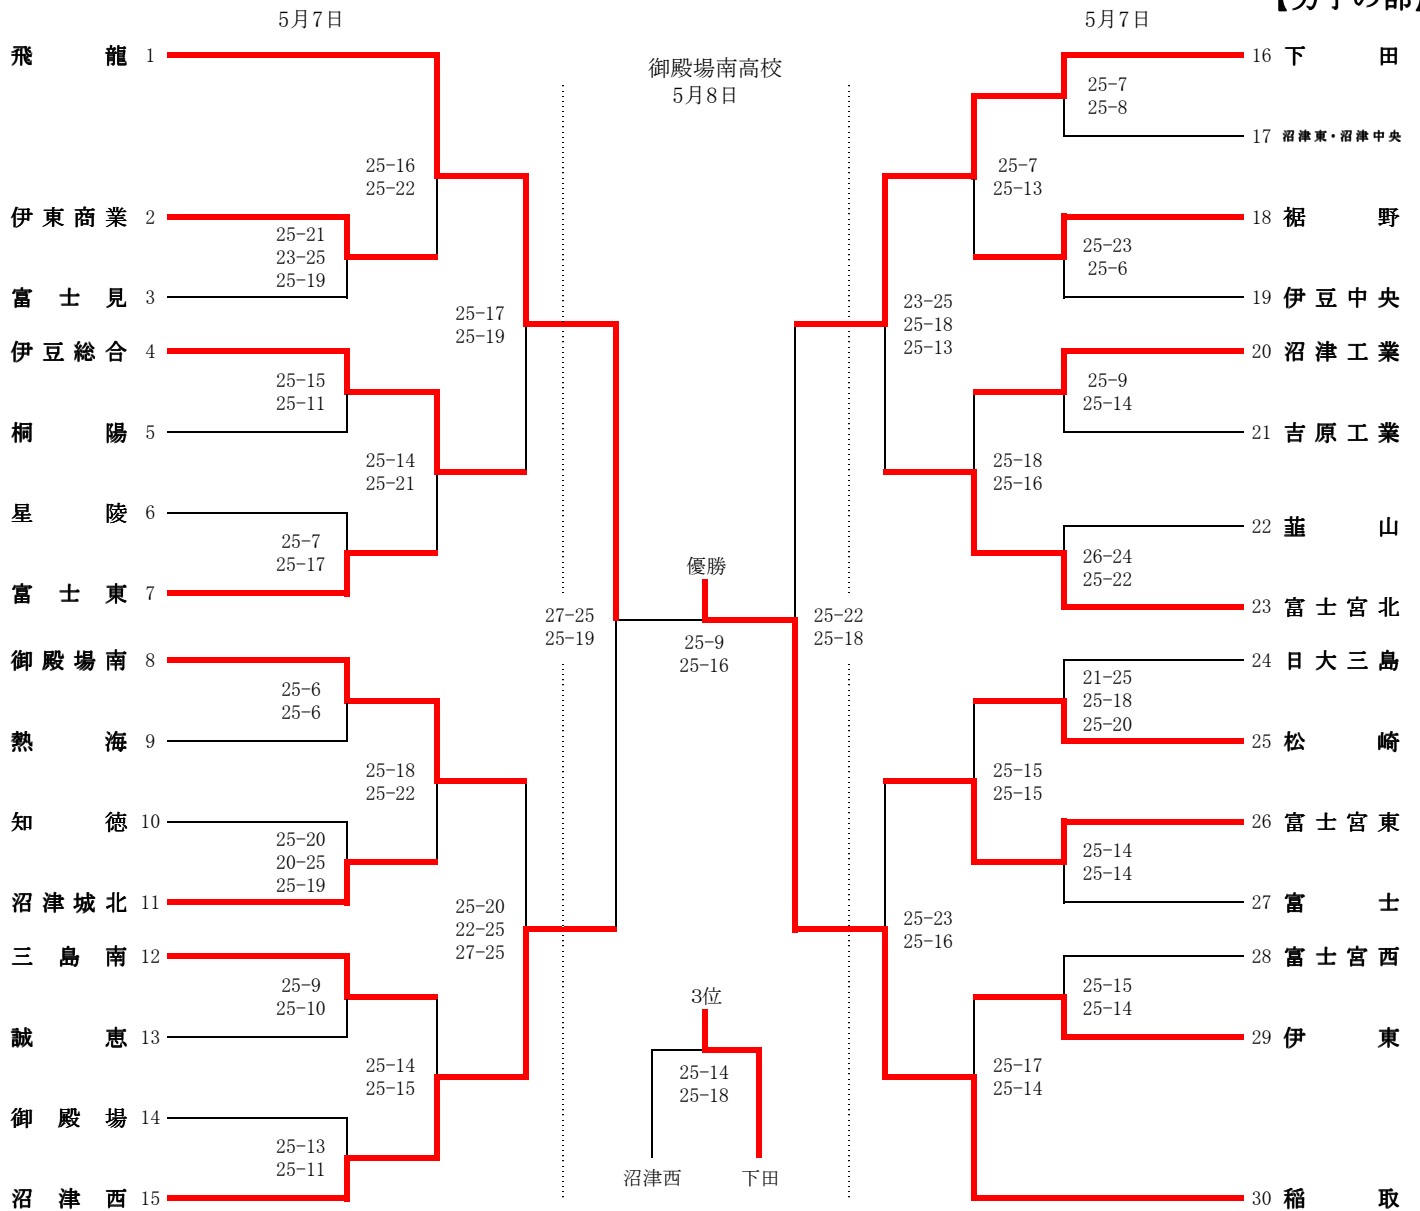 【男子の部】
5月7日
5月7日
御殿場南高校
5月8日
飛龍 1
25-16
25-22
伊東商業 2
25-21
23-25
25-19
富士見 3
25-17
25-19
伊豆総合 4
25-15
25-11
桐陽 5
25-14
25-21
星陵 6
25-7
25-17
富士東 7
27-25
25-19
御殿場南 8
25-6
25-6
熱海 9
25-18
25-22
知徳 10
25-20
20-25
25-19
沼津城北 11
25-20
22-25
27-25
三島南 12
25-9
25-10
誠恵 13
25-14
25-15
御殿場 14
25-13
25-11
沼津西 15
優勝
25-9
25-16
3位
25-14
25-18
沼津西
下田
16 下田
25-7
25-8
17 沼津東・沼津中央
25-7
25-13
18 裾野
25-23
25-6
19 伊豆中央
23-25
25-18
25-13
20 沼津工業
25-9
25-14
21 吉原工業
25-18
25-16
22 韮山
26-24
25-22
23 富士宮北
25-22
25-18
24 日大三島
21-25
25-18
25-20
25 松崎
25-15
25-15
26 富士宮東
25-14
25-14
27 富士
25-23
25-16
28 富士宮西
25-15
25-14
29 伊東
25-17
25-14
30 稲取